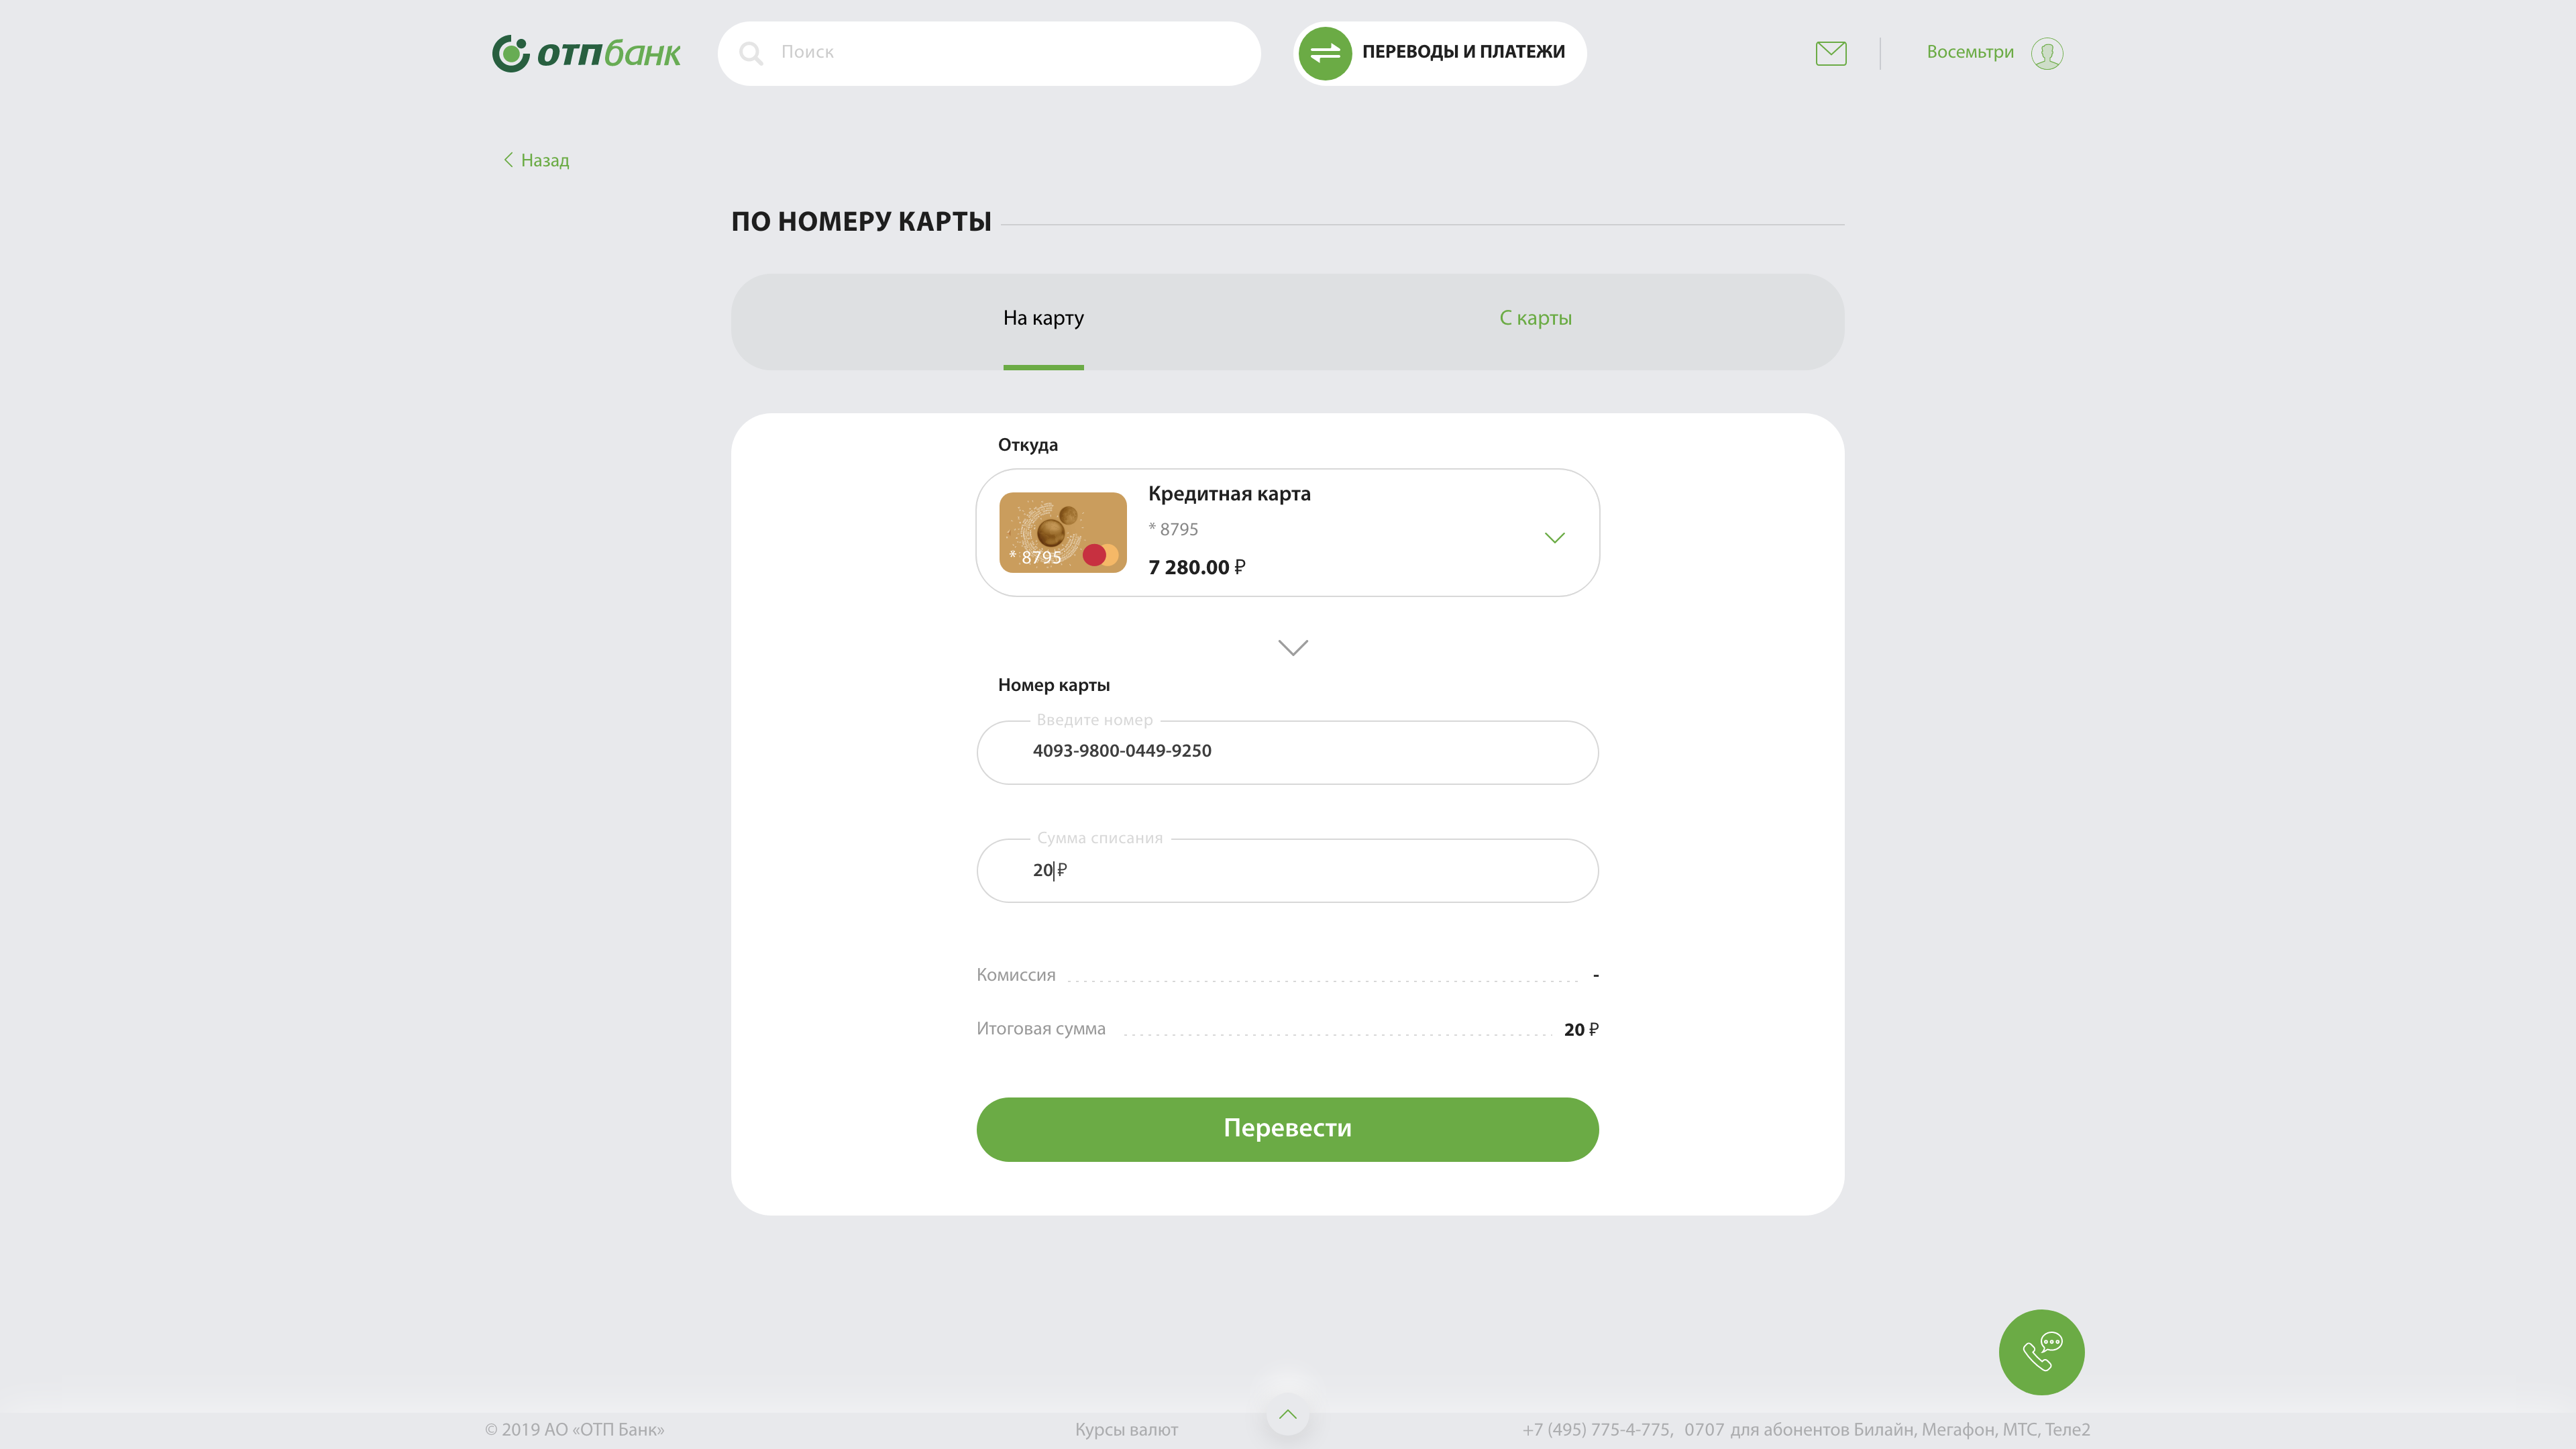 отпбанк
Поиск
ПЕРЕВОДЫ И ПЛАТЕЖИ
Восемьтри
Назад
ПО НОМЕРУ КАРТЫ
На карту
С карты
Откуда
Кредитная карта
* 8795
* 8795
7 280.00 ₽
Номер карты
Введите номер
4093-9800-0449-9250
Сумма списания
20 ₽
Комиссия -
Итоговая сумма 20 ₽
Перевести
© 2019 АО «ОТП Банк»
Курсы валют
+7 (495) 775-4-775, 0707 для абонентов Билайн, Мегафон, МТС, Теле2